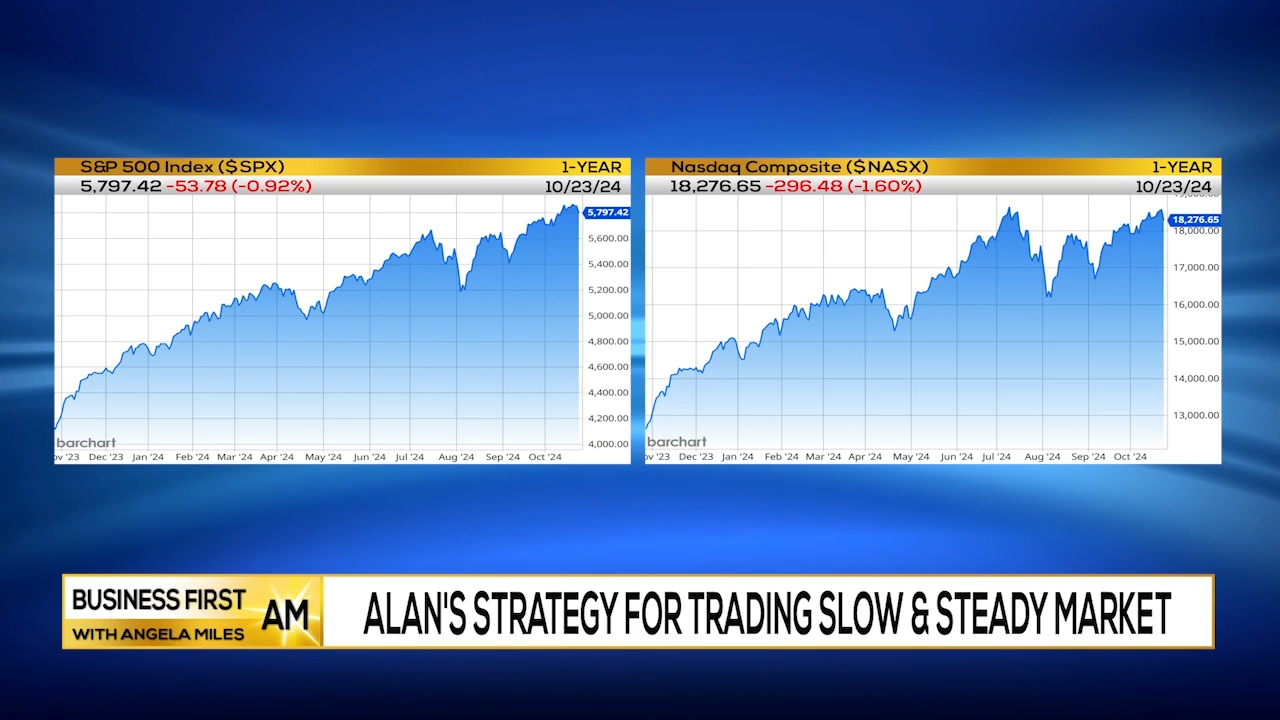 S&P 500 Index ($SPX) 1-YEAR
5,797.42 -53.78 (-0.92%) 10/23/24
5,797.42
5,600.00
5,400.00
5,200.00
5,000.00
4,800.00
4,600.00
4,400.00
4,200.00
4,000.00
barchart
ov '23 Dec '23 Jan '24 Feb '24 Mar '24 Apr '24 May '24 Jun '24 Jul '24 Aug '24 Sep '24 Oct '24
Nasdaq Composite ($NASX) 1-YEAR
18,276.65 -296.48 (-1.60%) 10/23/24
19,000.00
18,276.65
18,000.00
17,000.00
16,000.00
15,000.00
14,000.00
13,000.00
barchart
ov '23 Dec '23 Jan '24 Feb '24 Mar '24 Apr '24 May '24 Jun '24 Jul '24 Aug '24 Sep '24 Oct '24
BUSINESS FIRST AM
WITH ANGELA MILES
ALAN'S STRATEGY FOR TRADING SLOW & STEADY MARKET